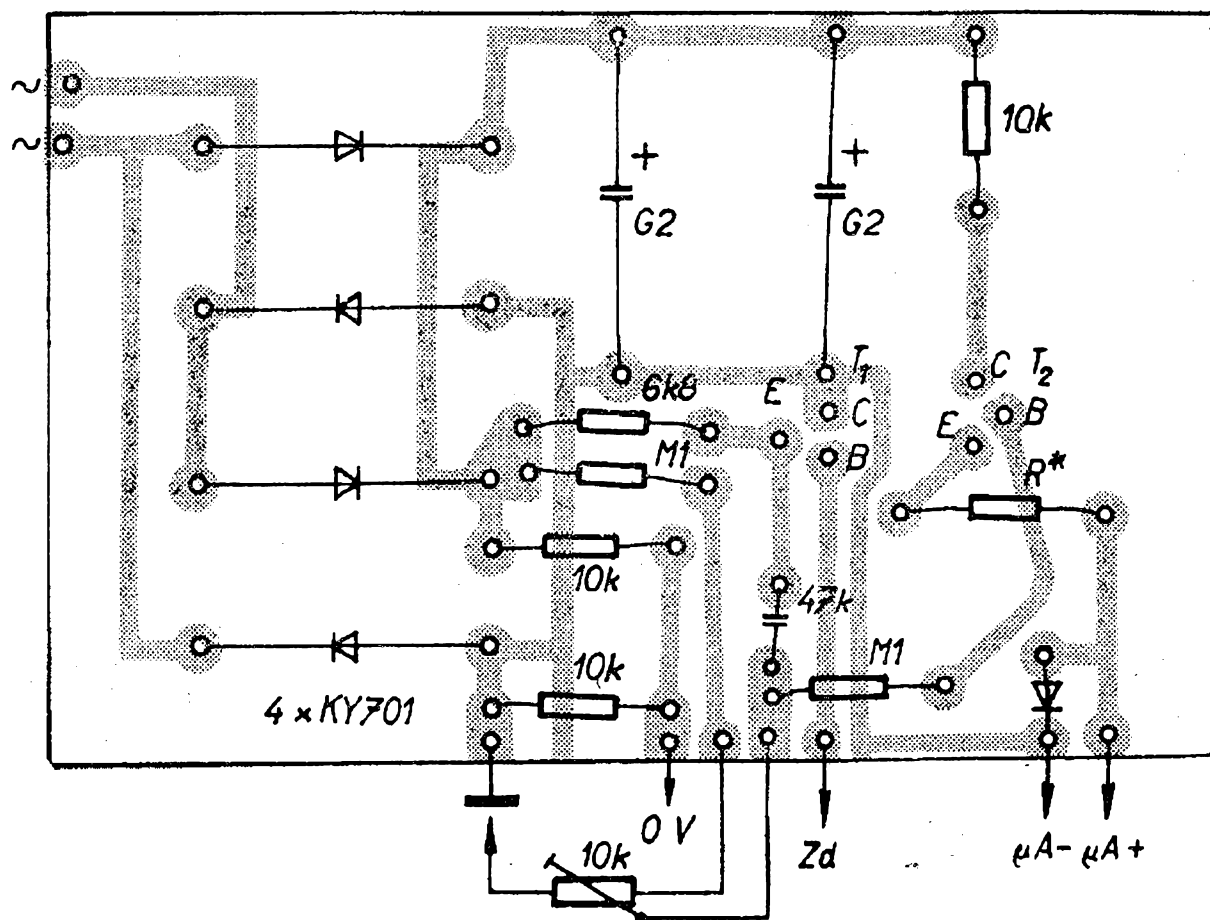 ~
~
10k
+
G2
+
G2
6k8
E
T1
C
B
M1
C T2
B
E
R*
10k
47k
M1
10k
4 x KY701
0 V
Zd
μA- μA+
10k